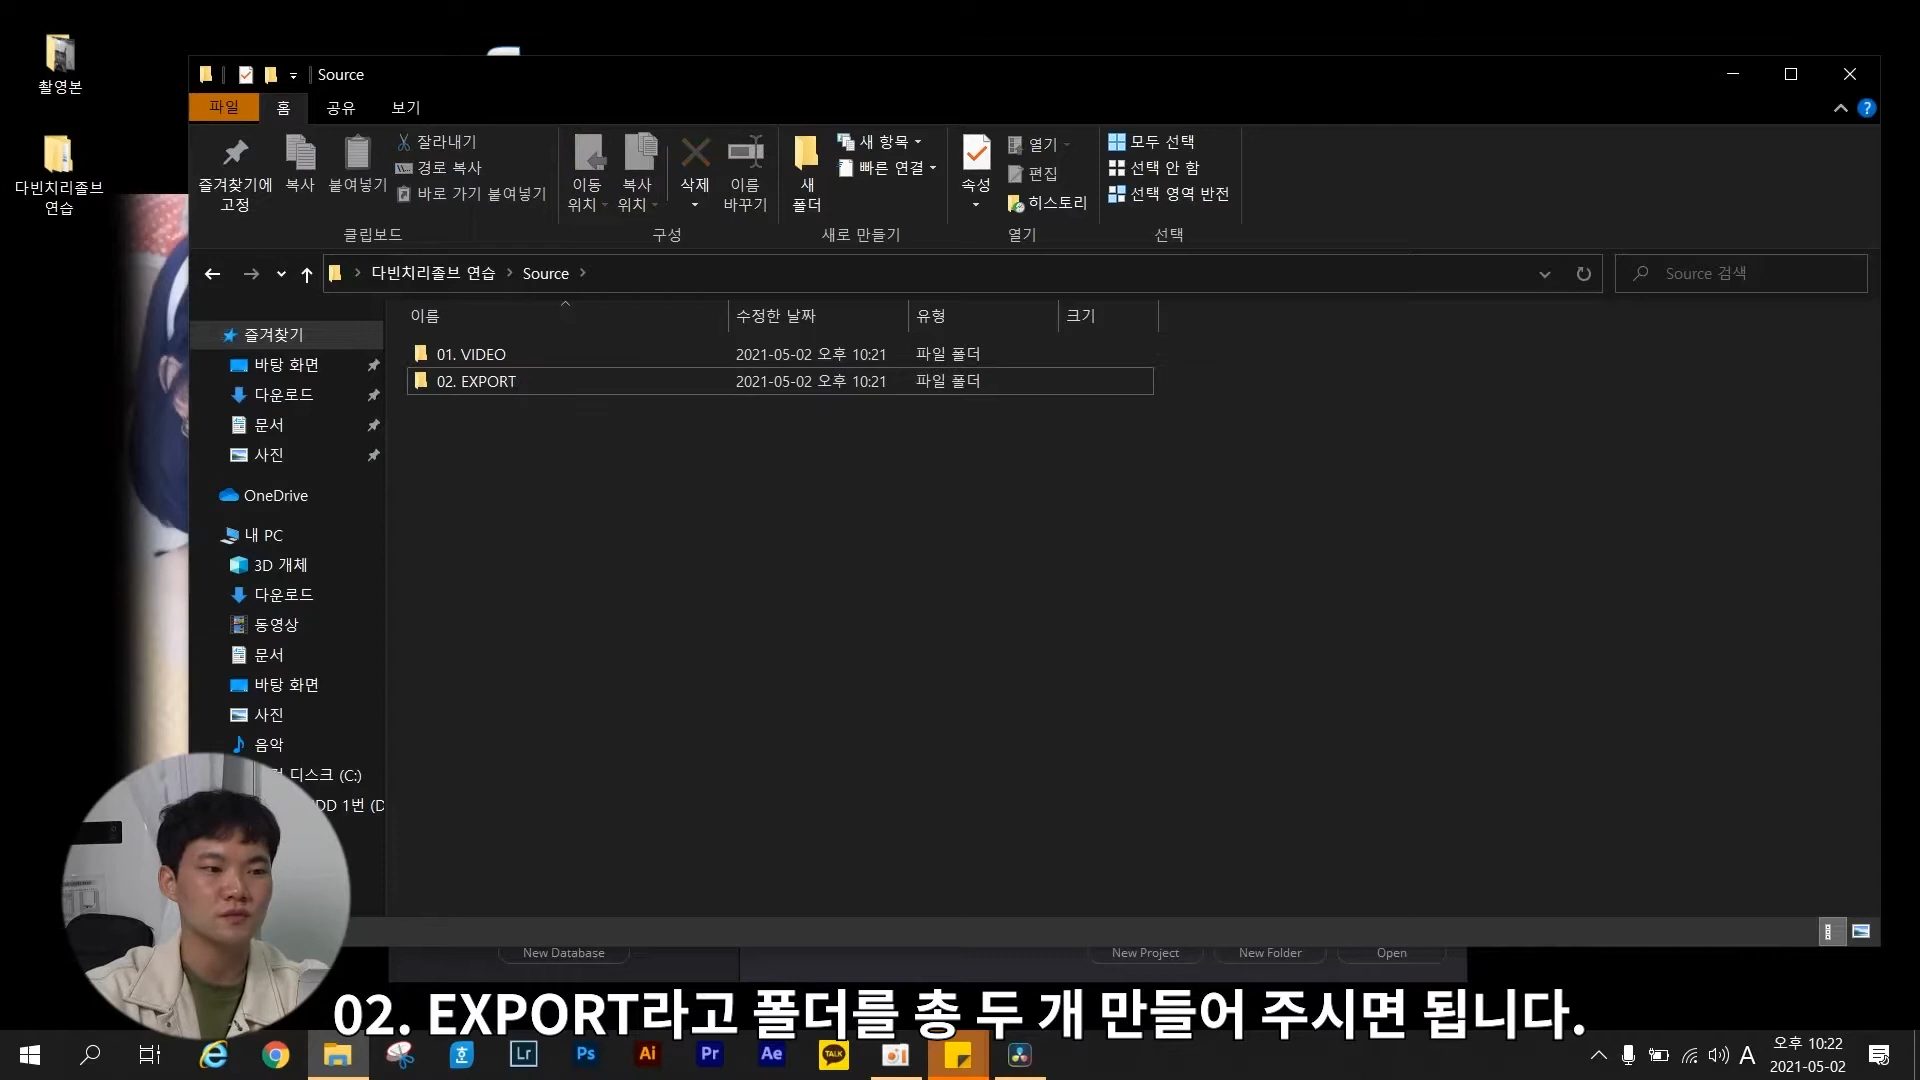 촬영본
다빈치리졸브
연습
Source
파일
홈
공유
보기
즐겨찾기에
고정
복사
붙여넣기
잘라내기
경로 복사
바로 가기 붙여넣기
클립보드
이동
위치
복사
위치
삭제
이름
바꾸기
구성
새
폴더
새 항목
빠른 연결
새로 만들기
속성
열기
편집
히스토리
열기
모두 선택
선택 안 함
선택 영역 반전
선택
다빈치리졸브 연습
Source
Source 검색
이름
수정한 날짜
유형
크기
01. VIDEO
2021-05-02 오후 10:21
파일 폴더
02. EXPORT
2021-05-02 오후 10:21
파일 폴더
즐겨찾기
바탕 화면
다운로드
문서
사진
OneDrive
내 PC
3D 개체
다운로드
동영상
문서
바탕 화면
사진
음악
디스크 (C:)
DD 1번 (D
New Database
New Project
New Folder
Open
02. EXPORT라고 폴더를 총 두 개 만들어 주시면 됩니다.
Lr
Ps
Ai
Pr
Ae
TALK
A
오후 10:22
2021-05-02